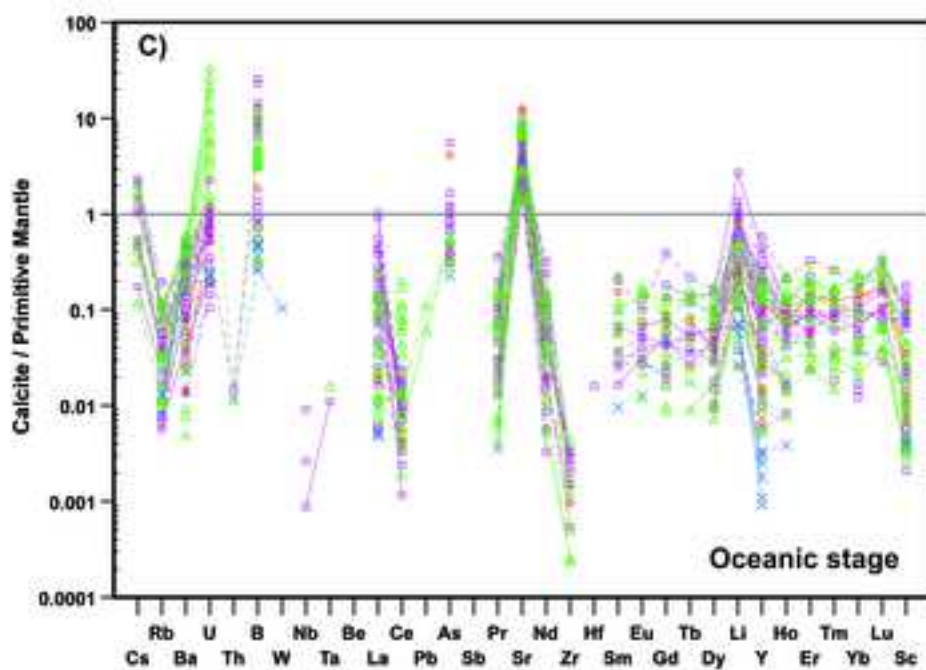 C)
Calcite / Primitive Mantle
100
10
1
0.1
0.01
0.001
0.0001
Oceanic stage
Rb U B Nb Be Ce As Pr Nd Hf Eu Tb Li Ho Tm Lu
Cs Ba Th W Ta La Pb Sb Sr Zr Sm Gd Dy Y Er Yb Sc